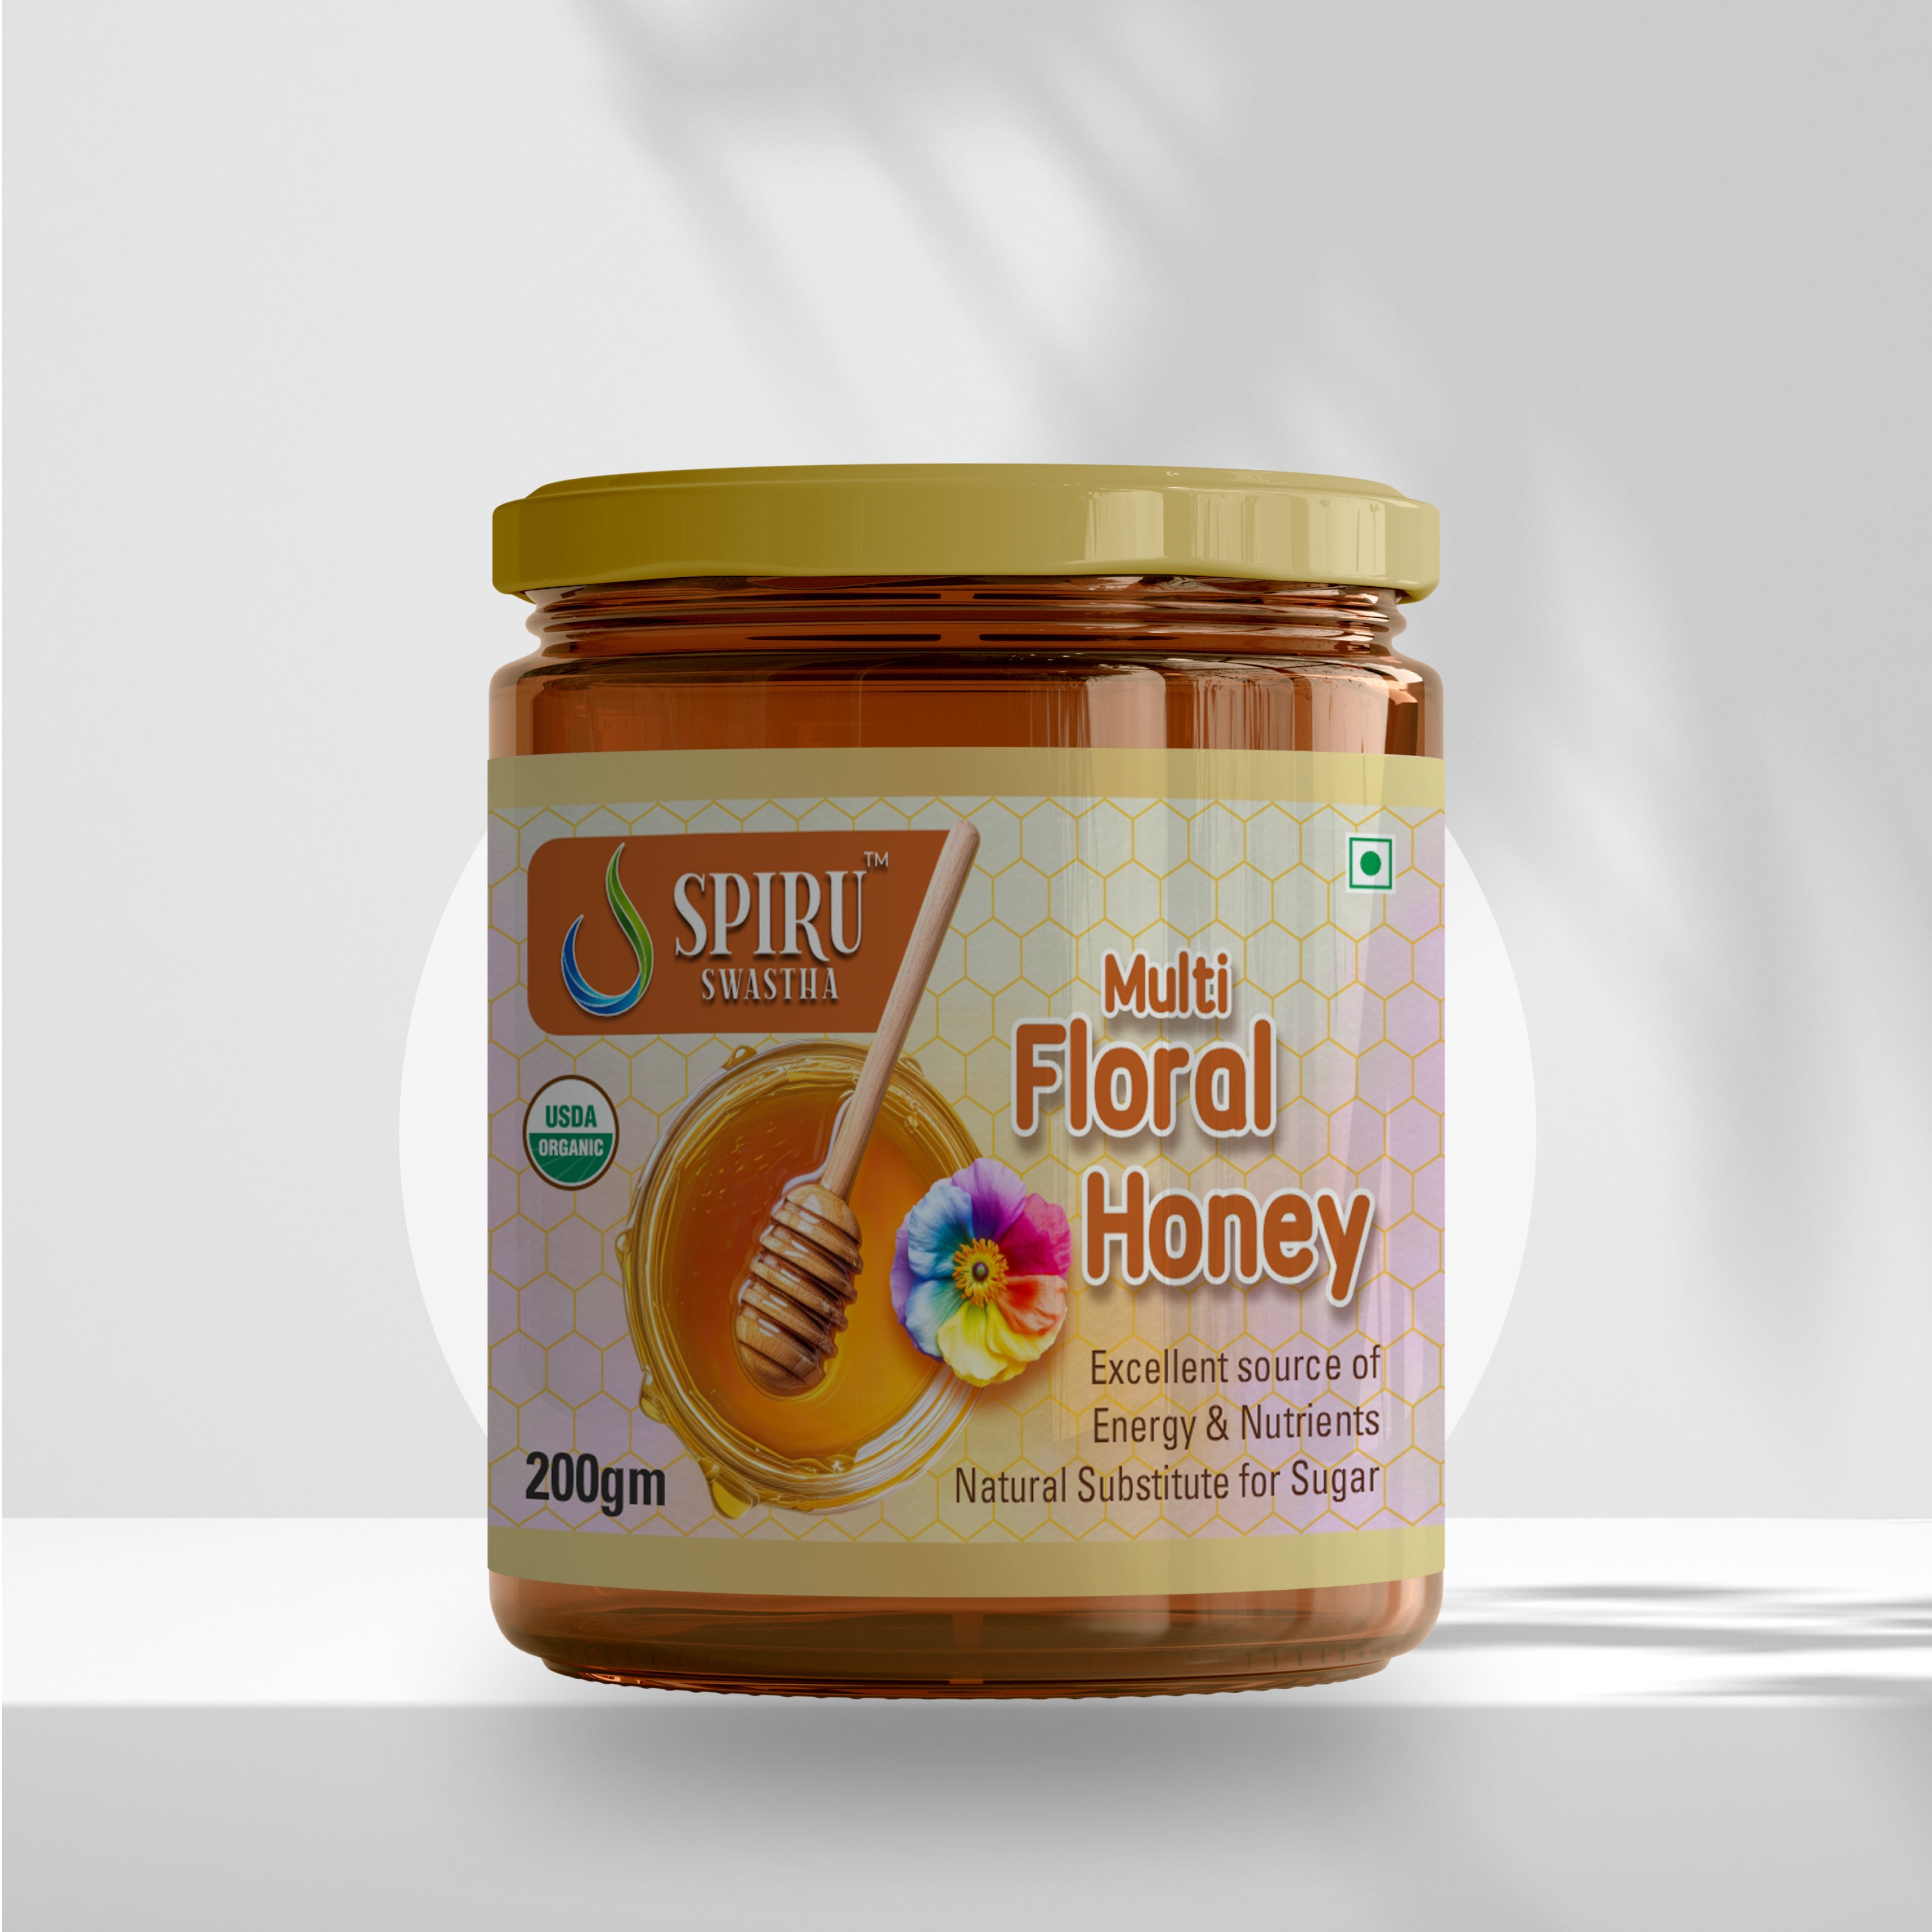 SPIRU™
SWASTHA
Multi
Floral
Honey
USDA
ORGANIC
Excellent source of
Energy & Nutrients
Natural Substitute for Sugar
200gm